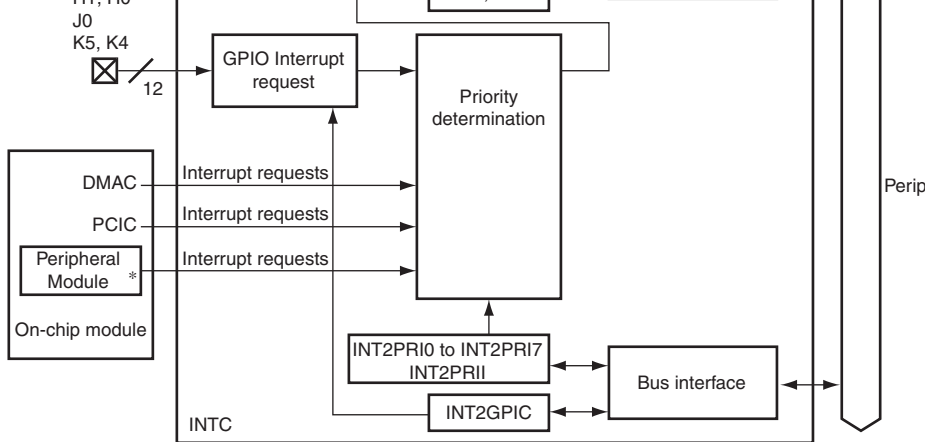 J0
K5, K4
12
GPIO Interrupt
request
Priority
determination
DMAC
Interrupt requests
PCIC
Interrupt requests
Peripheral
Module *
Interrupt requests
On-chip module
Perip
INT2PRI0 to INT2PRI7
INT2PRII
Bus interface
INT2GPIC
INTC